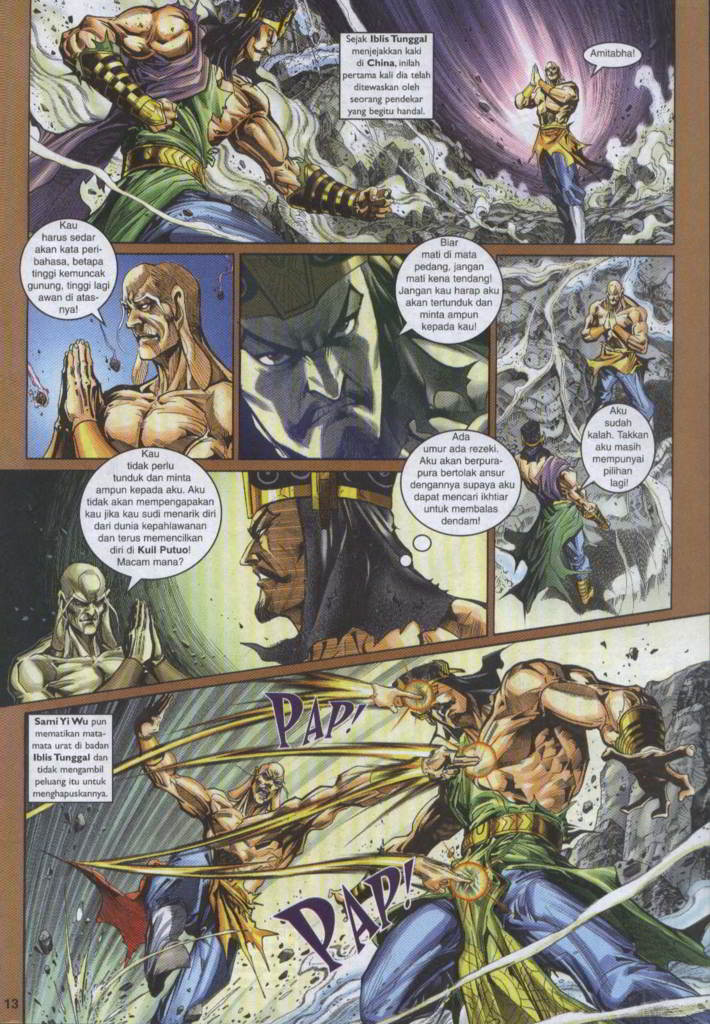 Sejak Iblis Tunggal
menjejakkan kaki
di China, inilah
pertama kali dia telah
ditewaskan oleh
seorang pendekar
yang begitu handal.
Amitabha!
Kau
harus sedar
akan kata peri-
bahasa, betapa
tinggi kemuncak
gunung, tinggi lagi
awan di atas-
nya!
Biar
mati di mata
pedang, jangan
mati kena tendang!
Jangan kau harap aku
akan tertunduk dan
minta ampun
kepada kau!
Aku
sudah
kalah. Takkan
aku masih
mempunyai
pilihan
lagi!
Kau
tidak perlu
tunduk dan minta
ampun kepada aku. Aku
tidak akan mempengapakan
kau jika kau sudi menarik diri
dari dunia kepahlawanan
dan terus memencilkan
diri di Kuil Putuo!
Macam mana?
Ada
umur ada rezeki.
Aku akan berpura-
pura bertolak ansur
dengannya supaya aku
dapat mencari ikhtiar
untuk membalas
dendam!
Sami Yi Wu pun
mematikan mata-
mata urat di badan
Iblis Tunggal dan
tidak mengambil
peluang itu untuk
menghapuskannya.
PAP!
PAP!
13